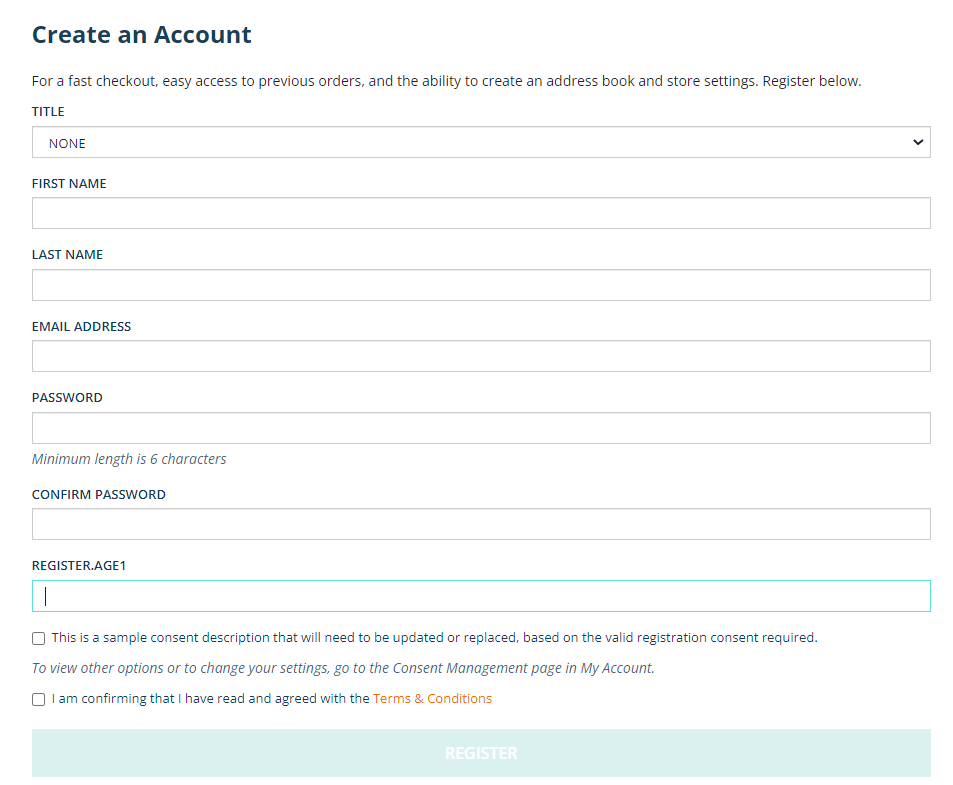 Create an Account
For a fast checkout, easy access to previous orders, and the ability to create an address book and store settings. Register below.
TITLE
NONE
FIRST NAME
LAST NAME
EMAIL ADDRESS
PASSWORD
Minimum length is 6 characters
CONFIRM PASSWORD
REGISTER.AGE1
This is a sample consent description that will need to be updated or replaced, based on the valid registration consent required.
To view other options or to change your settings, go to the Consent Management page in My Account.
I am confirming that I have read and agreed with the Terms & Conditions
REGISTER